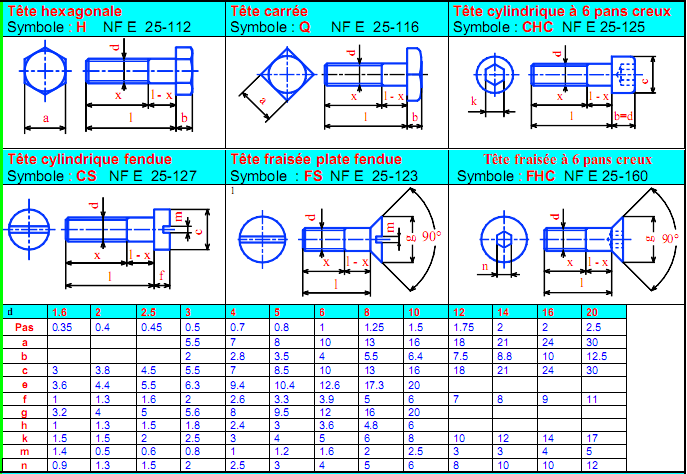 Tête hexagonale
Symbole : H NF E 25-112
Tête carrée
Symbole : Q NF E 25-116
Tête cylindrique à 6 pans creux
Symbole : CHC NF E 25-125
d
x
l - x
a
l
b
d
x
l - x
a
l
b
d
x
l - x
k
l
b=d
c
Tête cylindrique fendue
Symbole : CS NF E 25-127
Tête fraisée plate fendue
Symbole : FS NF E 25-123
Tête fraisée à 6 pans creux
Symbole : FHC NF E 25-160
d
m
c
x
l - x
l
f
l
d
m
g
90°
x
l - x
l
d
g
90°
n
x
l - x
l
d 1.6 2 2.5 3 4 5 6 8 10 12 14 16 20
Pas 0.35 0.4 0.45 0.5 0.7 0.8 1 1.25 1.5 1.75 2 2 2.5
a 5.5 7 8 10 13 16 18 21 24 30
b 2 2.8 3.5 4 5.5 6.4 7.5 8.8 10 12.5
c 3 3.8 4.5 5.5 7 8.5 10 13 16 18 21 24 30
e 3.6 4.4 5.5 6.3 9.4 10.4 12.6 17.3 20
f 1 1.3 1.6 2 2.6 3.3 3.9 5 6 7 8 9 11
g 3.2 4 5 5.6 8 9.5 12 16 20
h 1 1.3 1.5 1.8 2.4 3 3.6 4.8 6
k 1.5 1.5 2 2.5 3 4 5 6 8 10 12 14 17
m 1.4 0.5 0.6 0.8 1 1.2 1.6 2 2.5 3 3 4 5
n 0.9 1.3 1.5 2 2.5 3 4 5 6 8 10 10 12